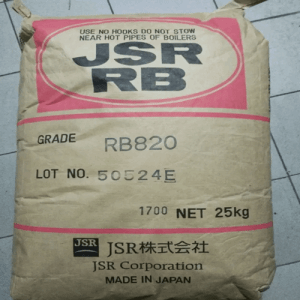 USE NO HOOKS DO NOT STOW
NEAR HOT PIPES OF BOILERS
JSR
RB
GRADE RB820
LOT NO. 50524E
1700 NET 25kg
JSR JSR株式会社
JSR Corporation
MADE IN JAPAN